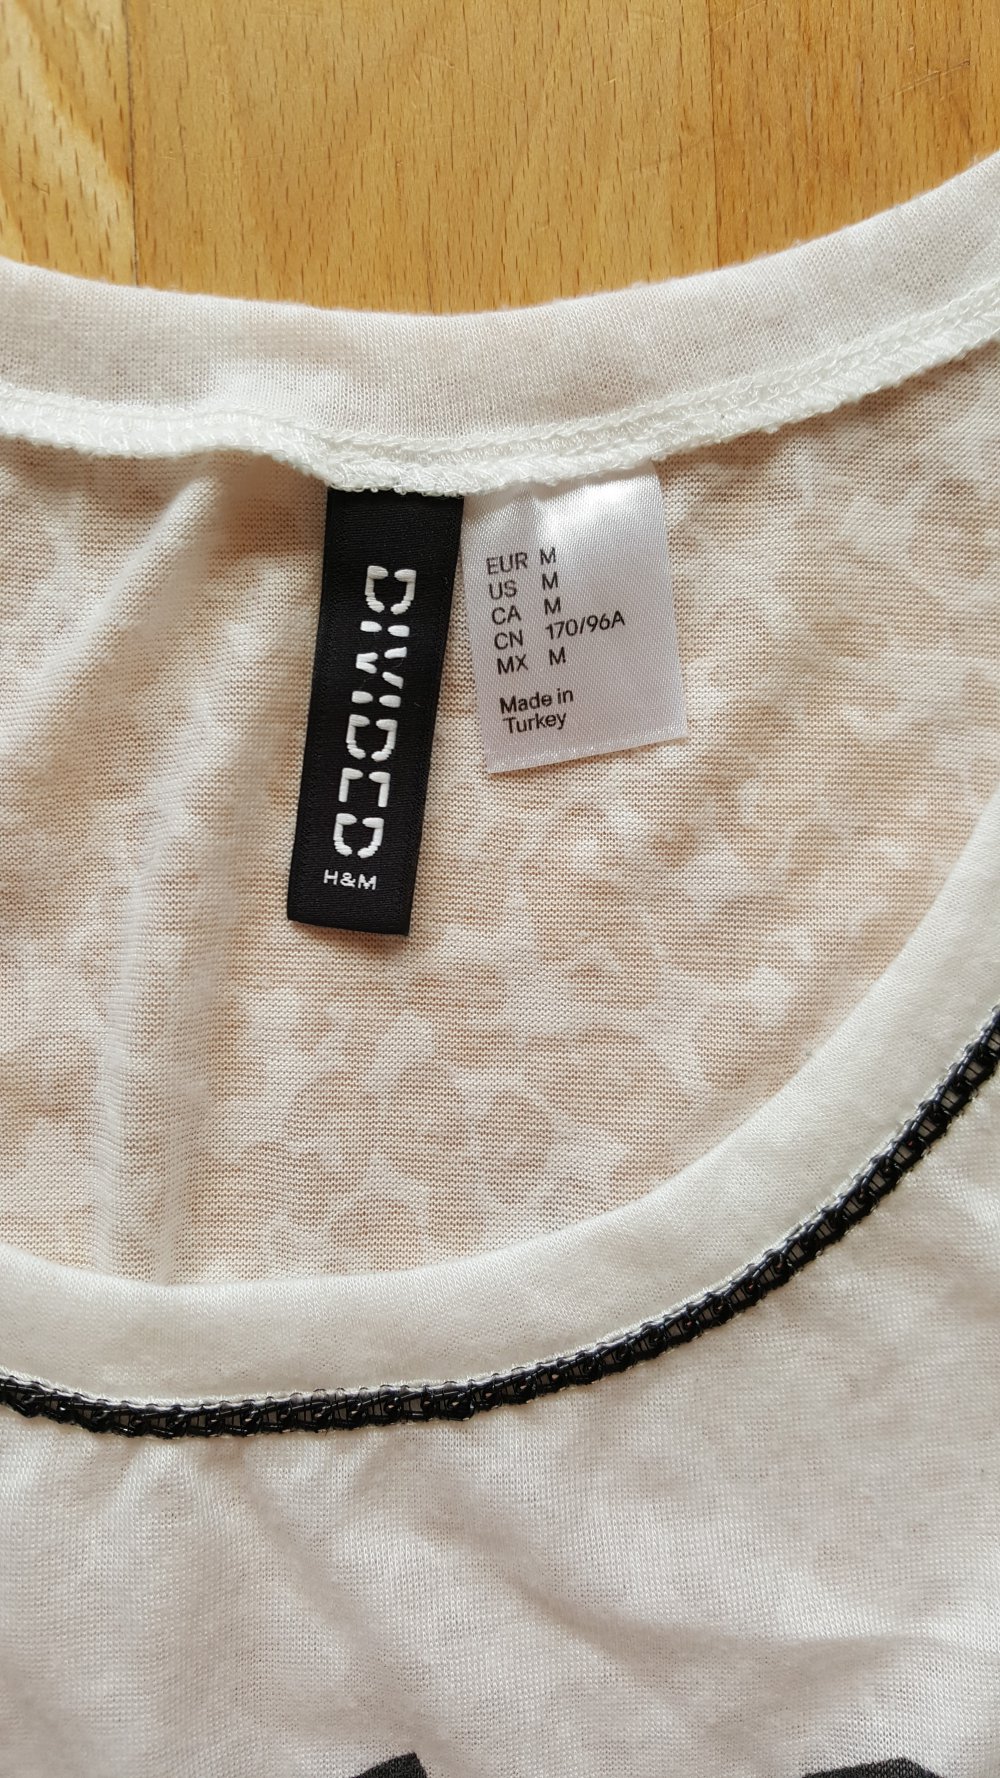 DIVIDED
H&M
EUR M
US M
CA M
CN 170/96A
MX M
Made in
Turkey